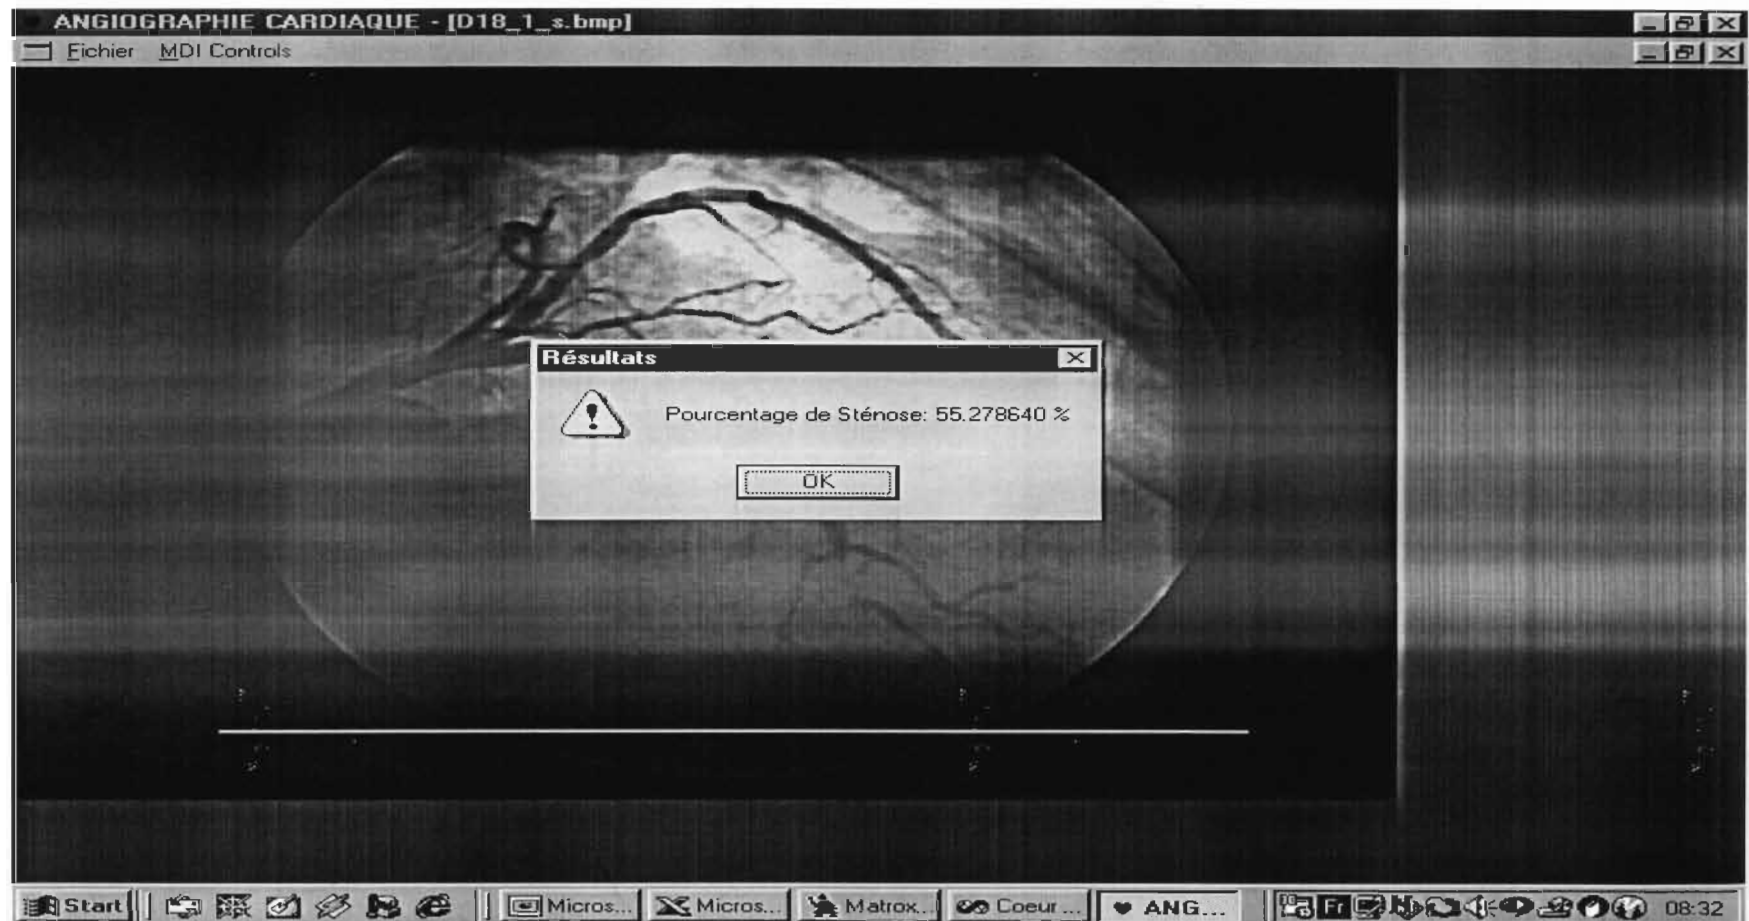 ANGIOGRAPHIE CARDIAQUE - [D18_1_s.bmp]
Fichier MDI Controls
Résultats
Pourcentage de Sténose: 55.278640 %
OK
Start Micros... Micros... Matrox... Coeur ... ANG... Fr 08:32